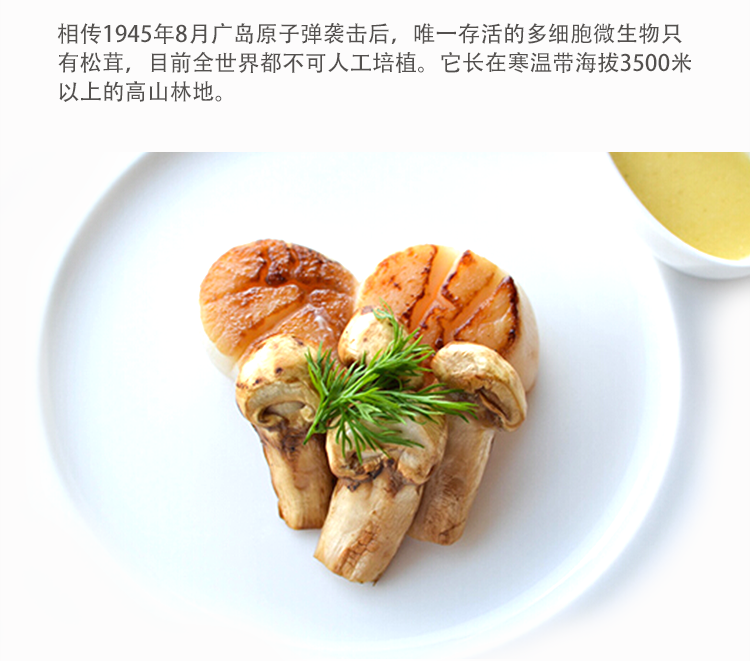 相传1945年8月广岛原子弹袭击后，唯一存活的多细胞微生物只
有松茸，目前全世界都不可人工培植。它长在寒温带海拔3500米
以上的高山林地。